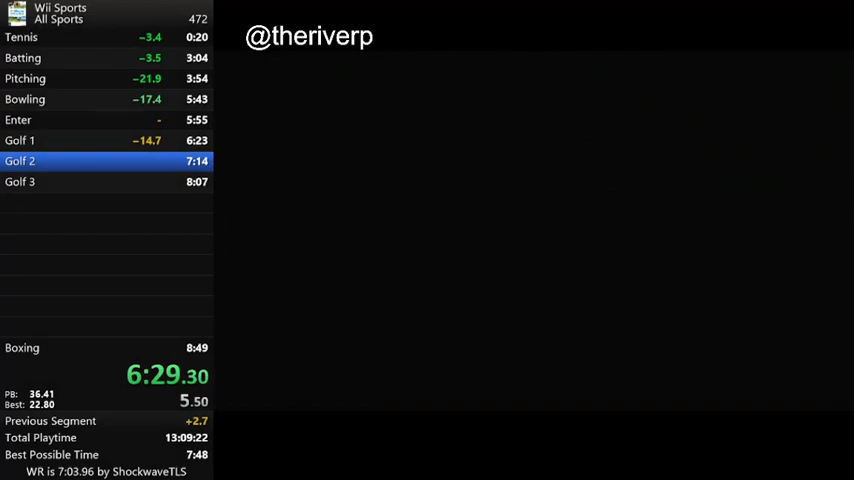 Wii Sports
All Sports 472
Tennis −3.4 0:20
Batting −3.5 3:04
Pitching −21.9 3:54
Bowling −17.4 5:43
Enter - 5:55
Golf 1 −14.7 6:23
Golf 2 7:14
Golf 3 8:07
Boxing 8:49
6:29.30
PB: 36.41
Best: 22.80
5.50
Previous Segment +2.7
Total Playtime 13:09:22
Best Possible Time 7:48
WR is 7:03.96 by ShockwaveTLS
@theriverp